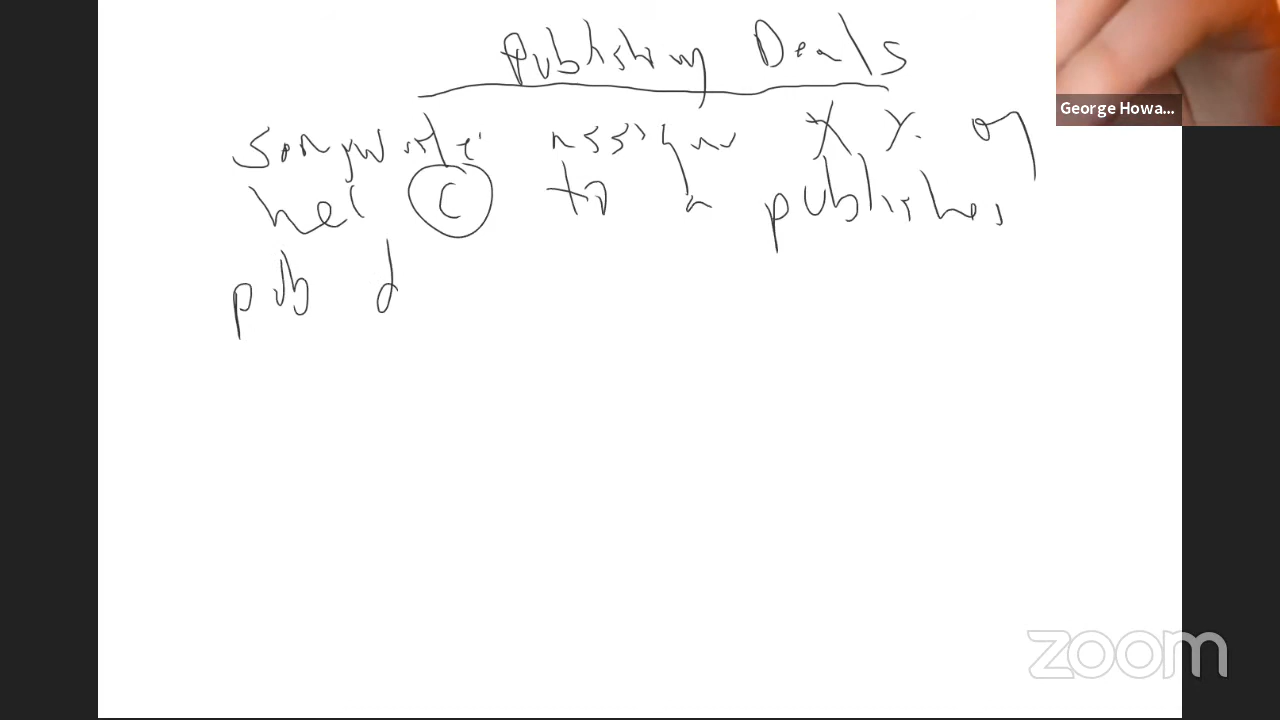 Publishing Deals
George Howa...
songwriter assigns X % of
her © to a publisher
pub d
zoom